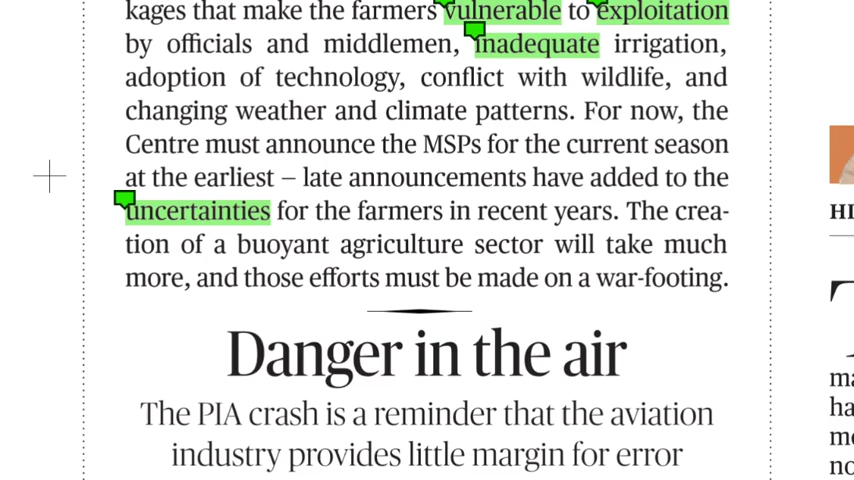 kages that make the farmers vulnerable to exploitation
by officials and middlemen, inadequate irrigation,
adoption of technology, conflict with wildlife, and
changing weather and climate patterns. For now, the
Centre must announce the MSPs for the current season
at the earliest – late announcements have added to the
uncertainties for the farmers in recent years. The crea-
tion of a buoyant agriculture sector will take much
more, and those efforts must be made on a war-footing.
Danger in the air
The PIA crash is a reminder that the aviation
industry provides little margin for error